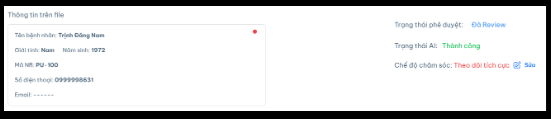 Thông tin trên file
Tên bệnh nhân: Trịnh Đăng Nam
Giới tính: Nam Năm sinh: 1972
Mã NB: PU-100
Số điện thoại: 0999998631
Email: ------
Trạng thái phê duyệt: Đã Review
Trạng thái AI: Thành công
Chế độ chăm sóc: Theo dõi tích cực Sửa